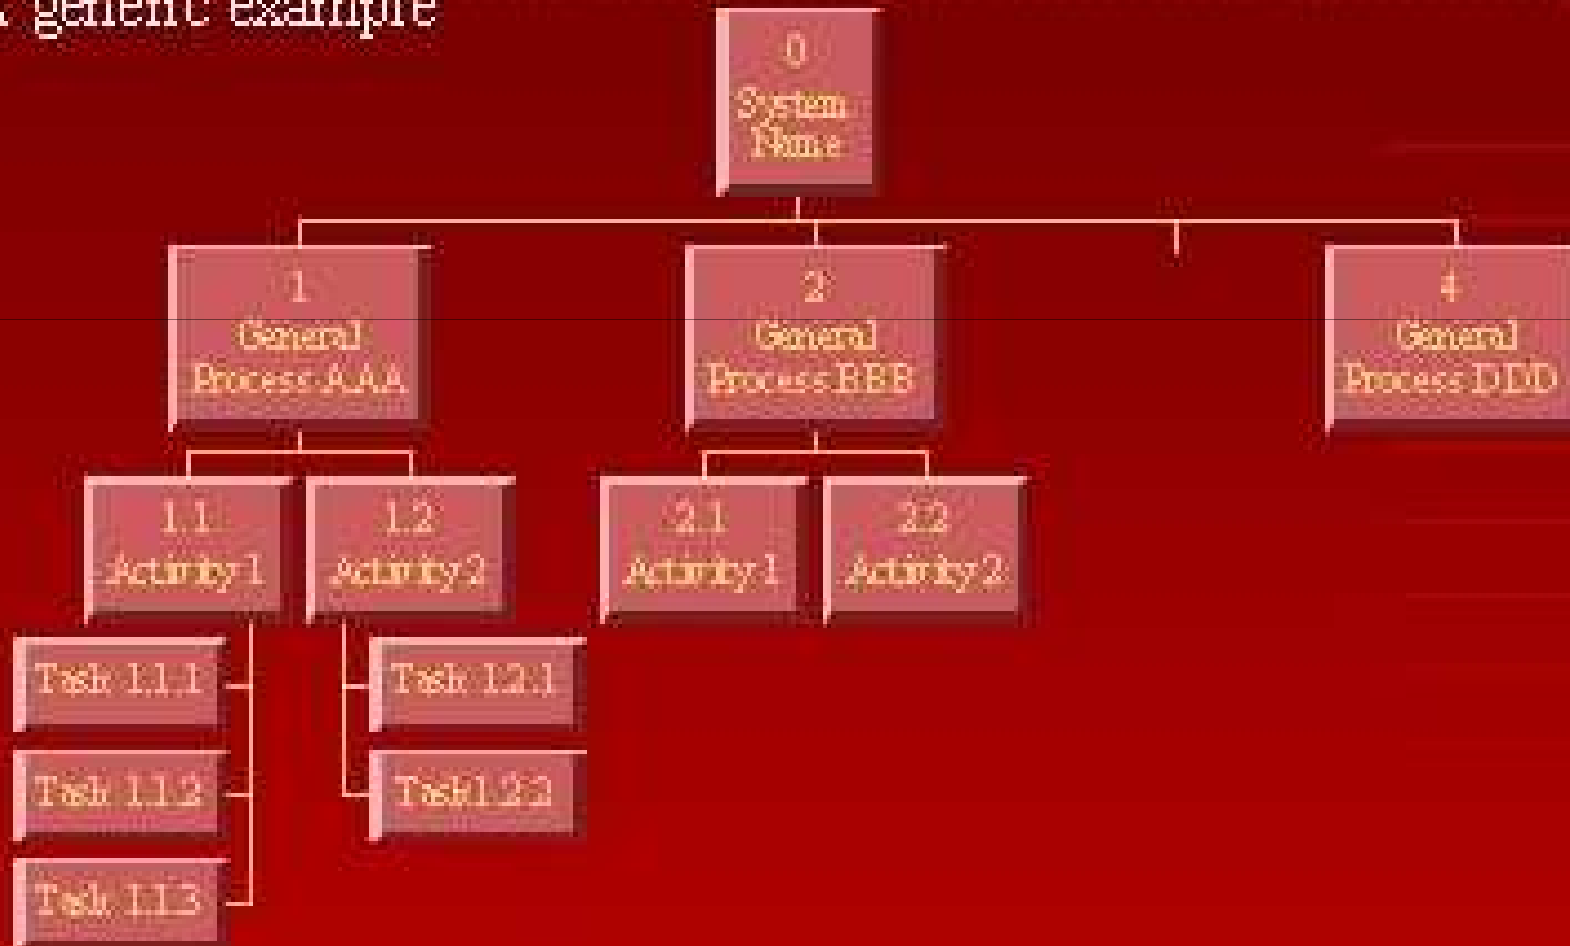 generic example
0
System
Name
1
General
Process AAA
2
General
Process BBB
4
General
Process DDD
1.1
Activity 1
1.2
Activity 2
2.1
Activity 1
2.2
Activity 2
Task 1.1.1
Task 1.2.1
Task 1.1.2
Task 1.2.2
Task 1.1.3